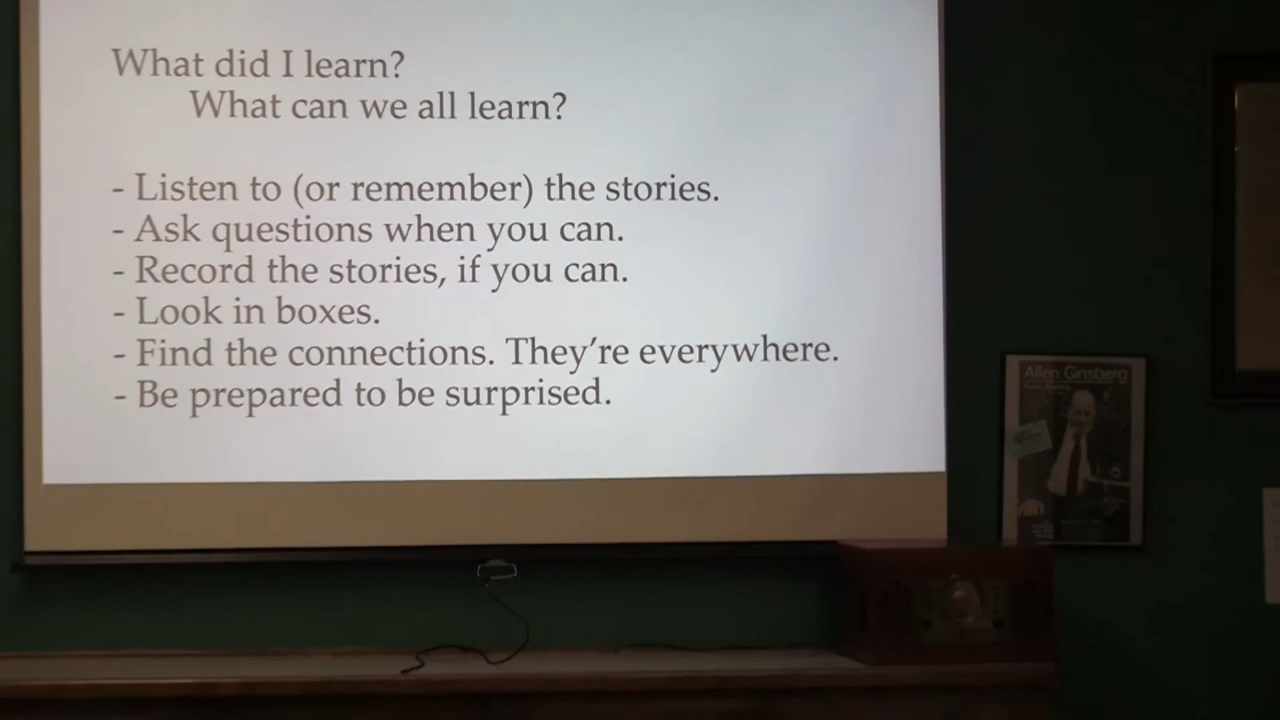 What did I learn?
What can we all learn?
- Listen to (or remember) the stories.
- Ask questions when you can.
- Record the stories, if you can.
- Look in boxes.
- Find the connections. They’re everywhere.
- Be prepared to be surprised.
Allen Ginsberg